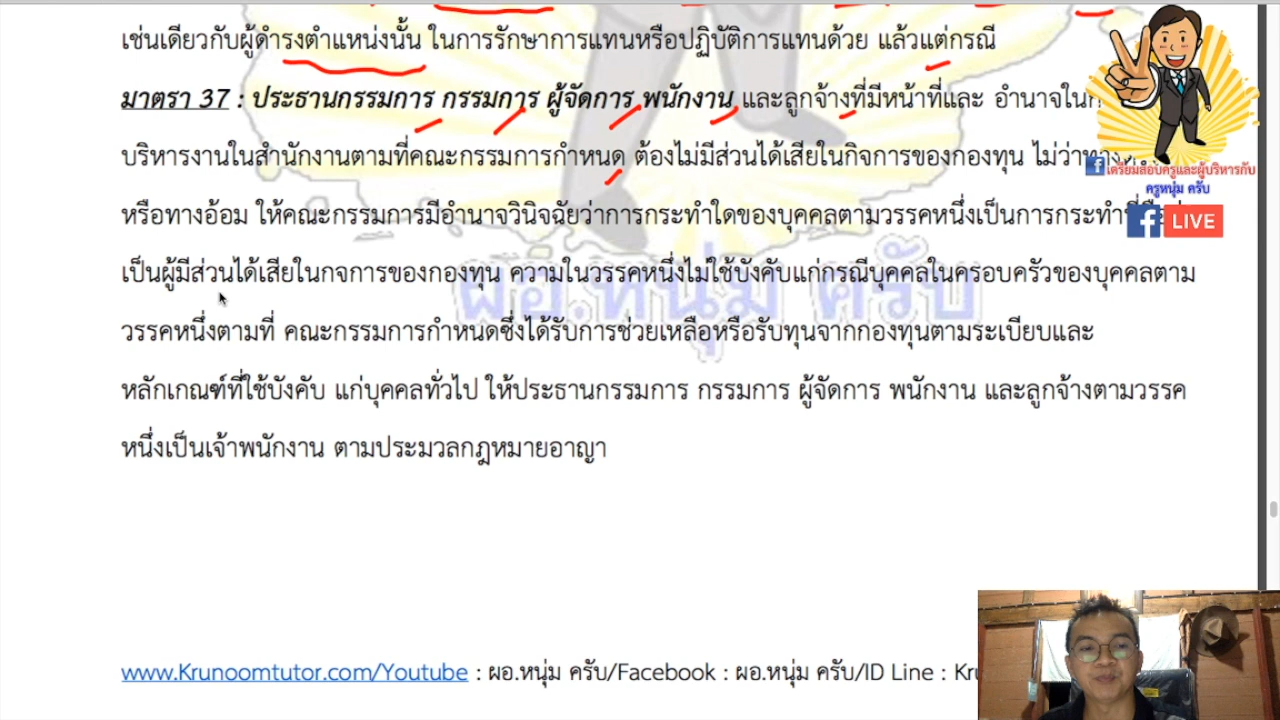 เช่นเดียวกับผู้ดำรงตำแหน่งนั้น ในการรักษาการแทนหรือปฏิบัติการแทนด้วย แล้วแต่กรณี
มาตรา 37 : ประธานกรรมการ กรรมการ ผู้จัดการ พนักงาน และลูกจ้างที่มีหน้าที่และ อำนาจใน
บริหารงานในสำนักงานตามที่คณะกรรมการกำหนด ต้องไม่มีส่วนได้เสียในกิจการของกองทุน ไม่ว่า
หรือทางอ้อม ให้คณะกรรมการมีอำนาจวินิจฉัยว่าการกระทำใดของบุคคลตามวรรคหนึ่งเป็นการกระทำ
เป็นผู้มีส่วนได้เสียในกจการของกองทุน ความในวรรคหนึ่งไม่ใช้บังคับแก่กรณีบุคคลในครอบครัวของบุคคลตาม
วรรคหนึ่งตามที่ คณะกรรมการกำหนดซึ่งได้รับการช่วยเหลือหรือรับทุนจากกองทุนตามระเบียบและ
หลักเกณฑ์ที่ใช้บังคับ แก่บุคคลทั่วไป ให้ประธานกรรมการ กรรมการ ผู้จัดการ พนักงาน และลูกจ้างตามวรรค
หนึ่งเป็นเจ้าพนักงาน ตามประมวลกฎหมายอาญา
ผอ.หนุ่ม ครับ
www.Krunoomtutor.com/Youtube : ผอ.หนุ่ม ครับ/Facebook : ผอ.หนุ่ม ครับ/ID Line :
เตรียมสอบครูและผู้บริหารกับ
ครูหนุ่ม ครับ
LIVE